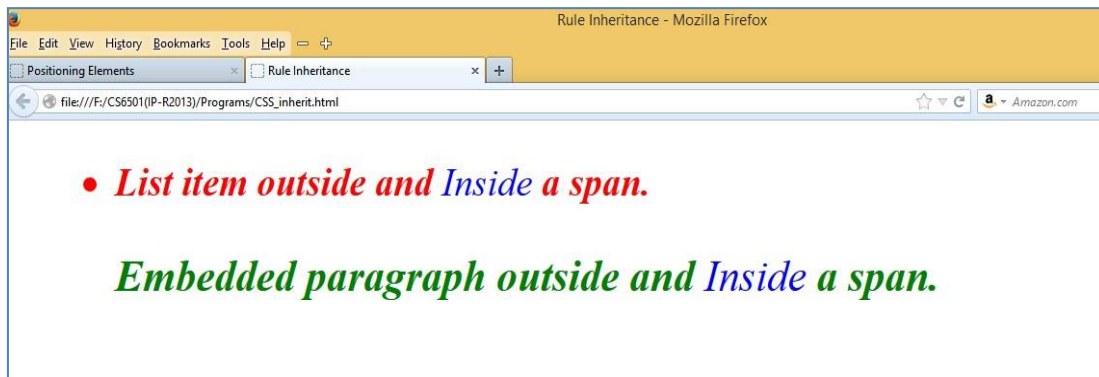 Rule Inheritance - Mozilla Firefox
File Edit View History Bookmarks Tools Help
Positioning Elements × Rule Inheritance × +
file:///F:/CS6501(IP-R2013)/Programs/CSS_inherit.html a Amazon.com
• List item outside and Inside a span.
Embedded paragraph outside and Inside a span.